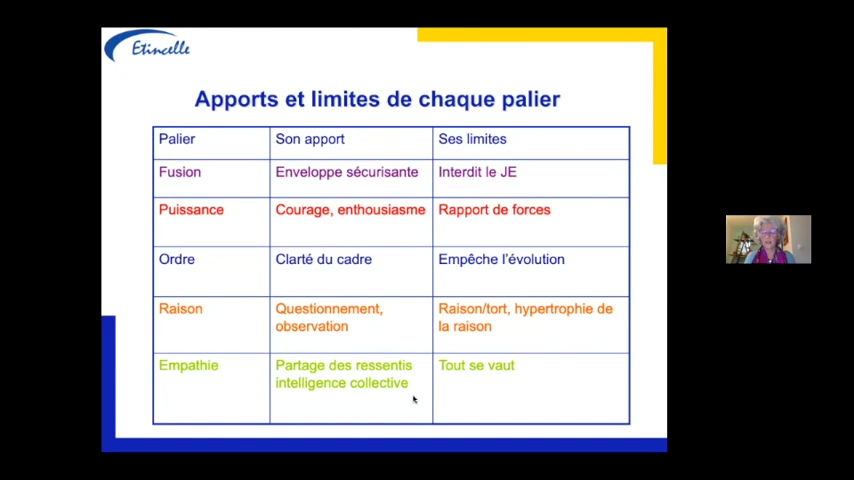 Etincelle
Apports et limites de chaque palier
Palier Son apport Ses limites
Fusion Enveloppe sécurisante Interdit le JE
Puissance Courage, enthousiasme Rapport de forces
Ordre Clarté du cadre Empêche l'évolution
Raison Questionnement, Raison/tort, hypertrophie de
observation la raison
Empathie Partage des ressentis Tout se vaut
intelligence collective